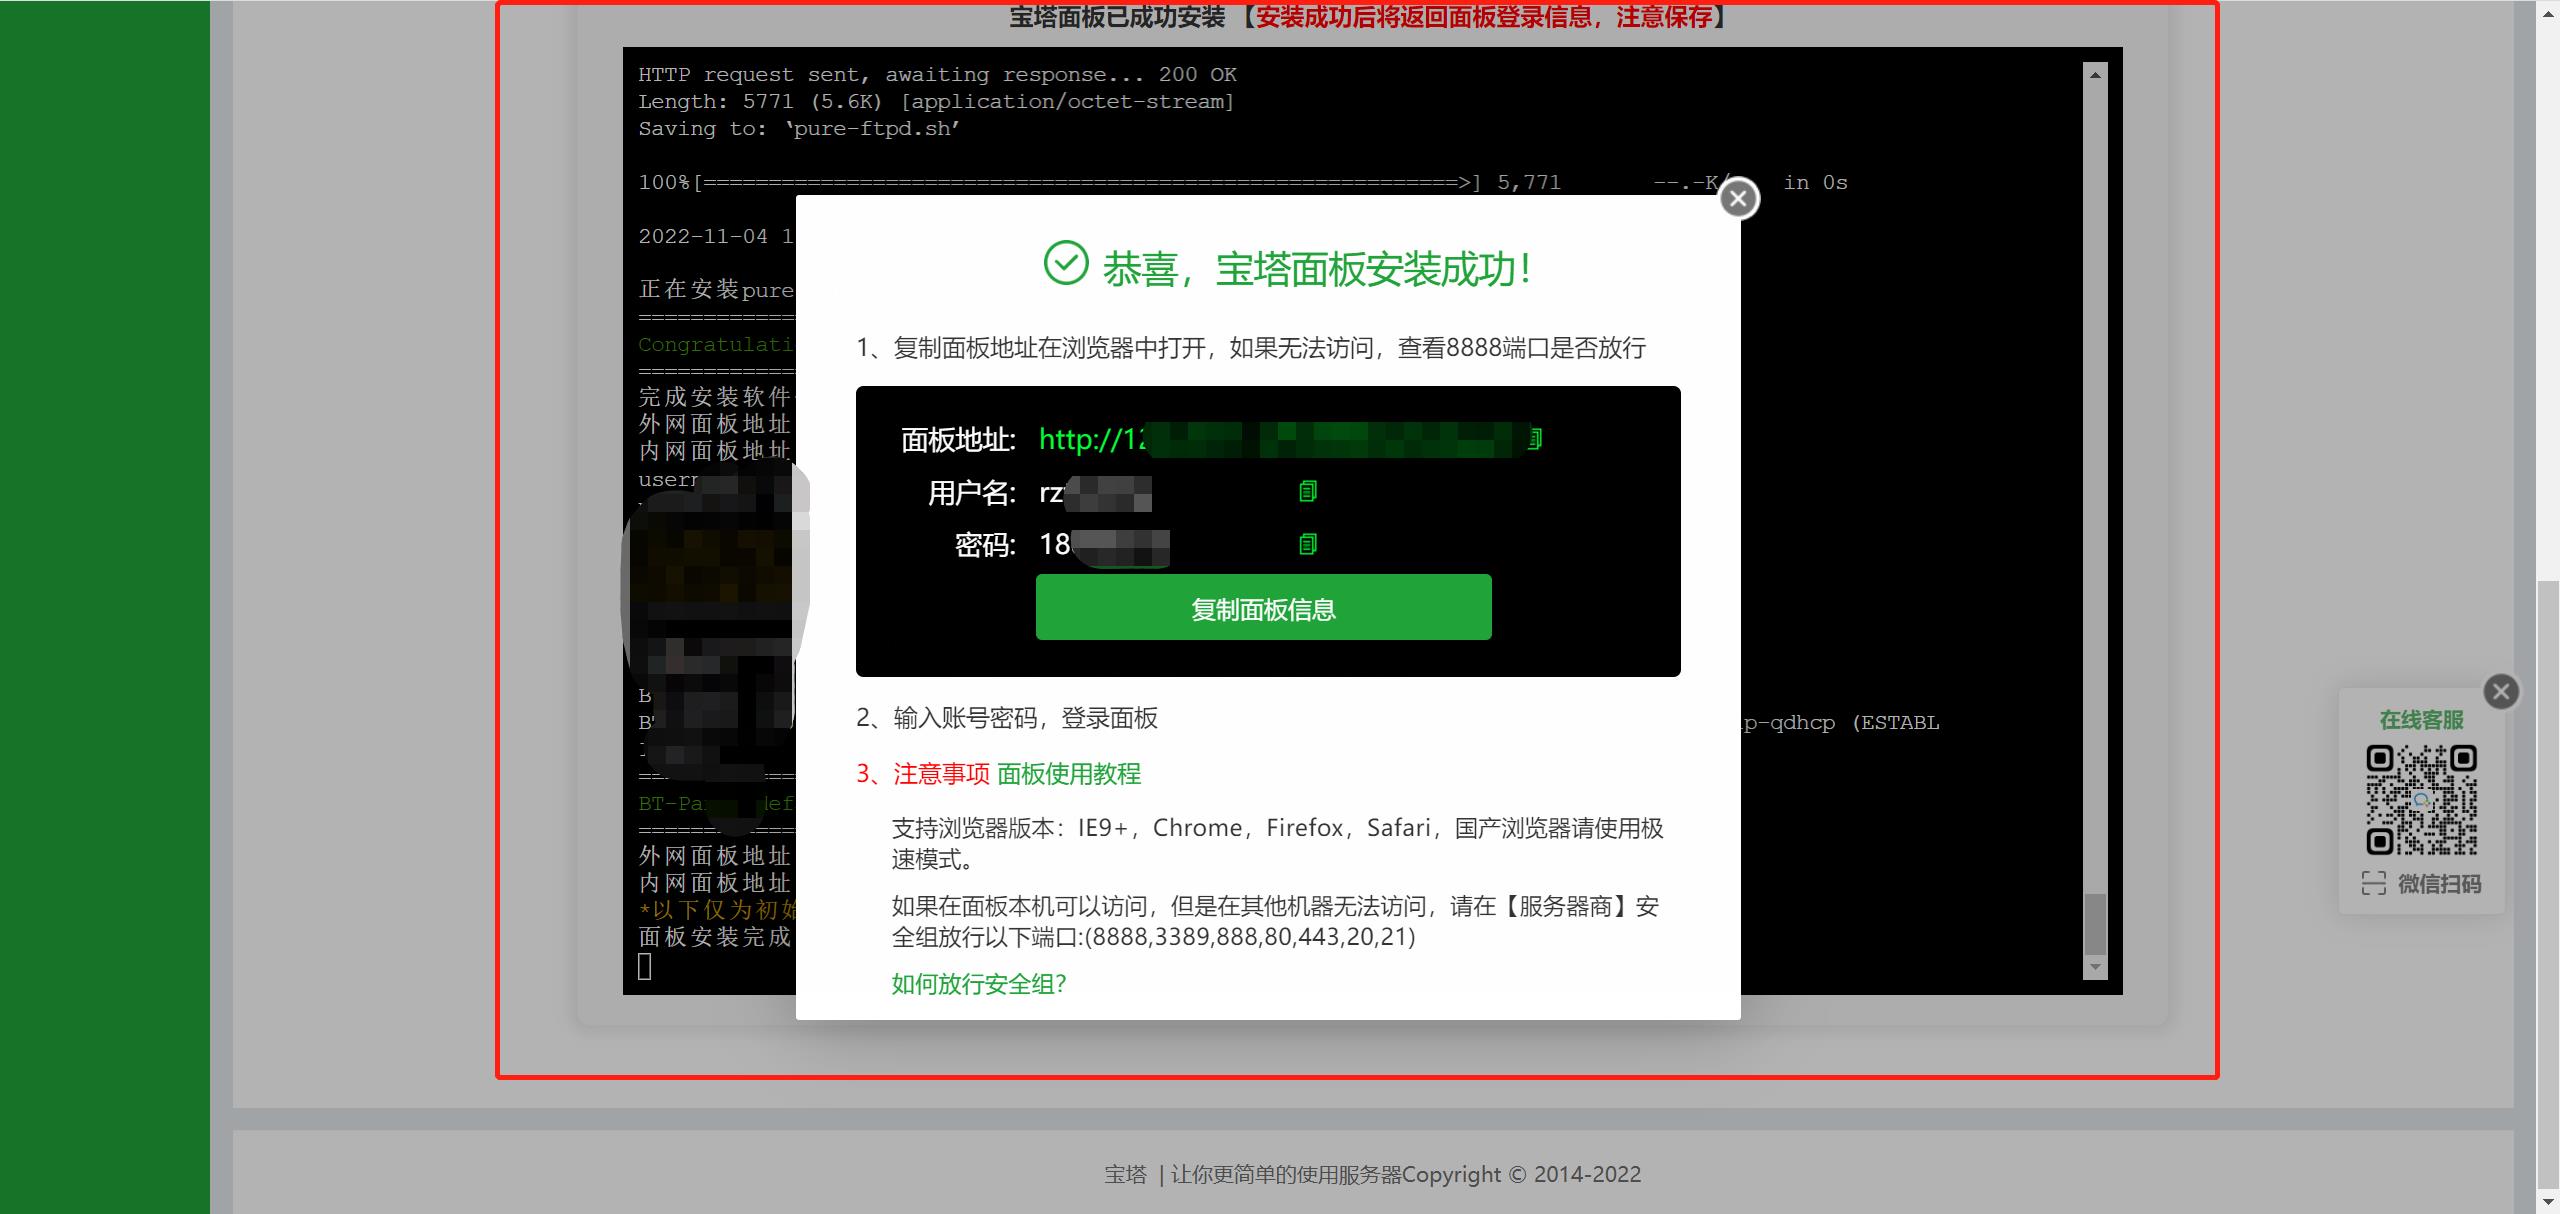 宝塔面板已成功安装 【安装成功后将返回面板登录信息，注意保存】
HTTP request sent, awaiting response... 200 OK
Length: 5771 (5.6K) [application/octet-stream]
Saving to: ‘pure-ftpd.sh’
100%[==========================================================>] 5,771 --.-K/ in 0s
2022-11-04 1
正在安装pure
Congratulati
完成安装软件
外网面板地址
内网面板地址
usern
恭喜，宝塔面板安装成功！
1、复制面板地址在浏览器中打开，如果无法访问，查看8888端口是否放行
面板地址: http://12
用户名: rz
密码: 18
复制面板信息
2、输入账号密码，登录面板
3、注意事项 面板使用教程
支持浏览器版本：IE9+，Chrome，Firefox，Safari，国产浏览器请使用极
速模式。
如果在面板本机可以访问，但是在其他机器无法访问，请在【服务器商】安
全组放行以下端口:(8888,3389,888,80,443,20,21)
如何放行安全组?
p-qdhcp (ESTABL
BT-Pa
外网面板地址
内网面板地址
*以下仅为初始
面板安装完成
在线客服
微信扫码
宝塔 | 让你更简单的使用服务器Copyright © 2014-2022